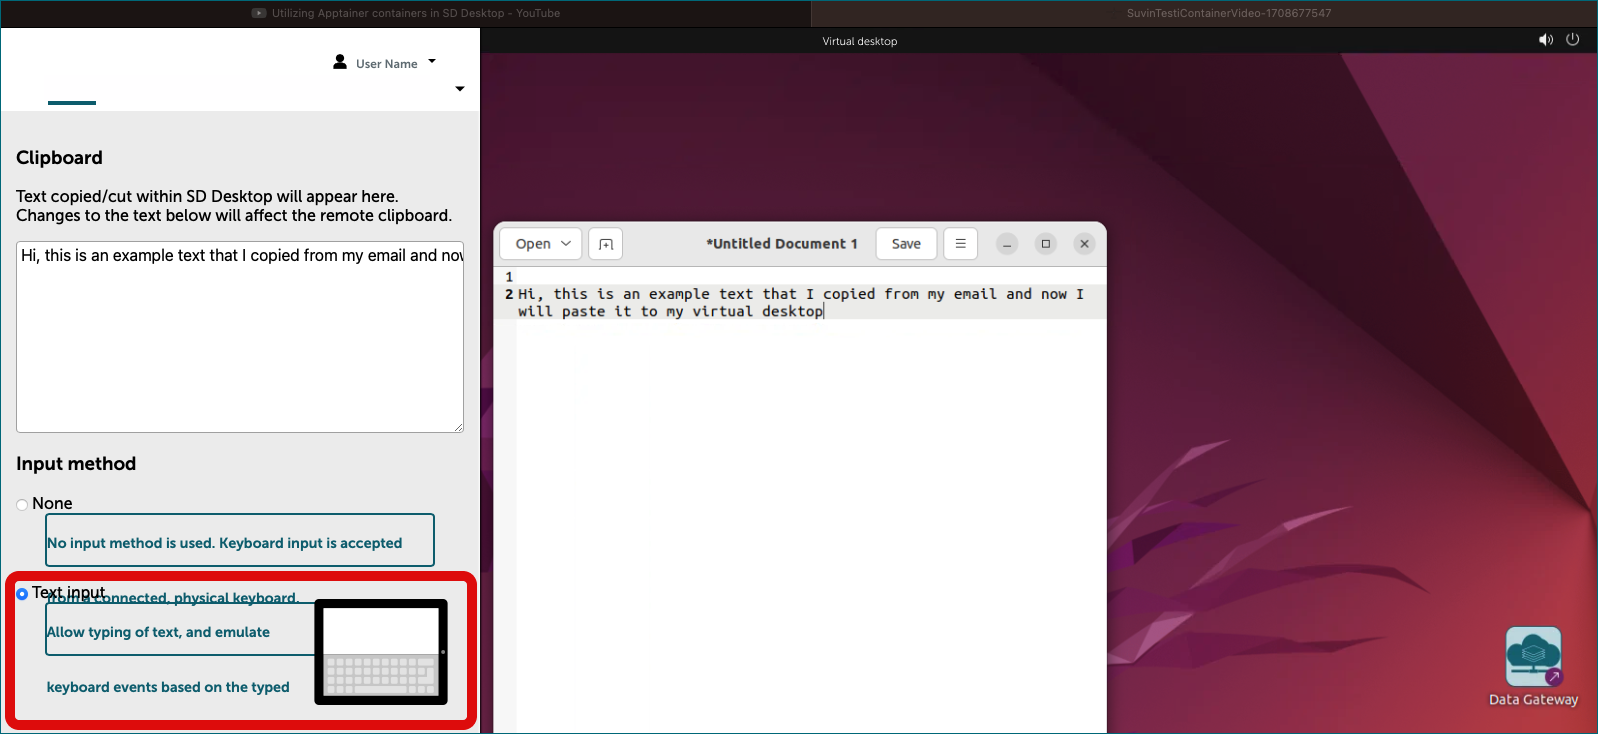 Utilizing Apptainer containers in SD Desktop - YouTube
SuvinTestiContainerVideo-1708677547
Virtual desktop
User Name
Clipboard
Text copied/cut within SD Desktop will appear here.
Changes to the text below will affect the remote clipboard.
Hi, this is an example text that I copied from my email and now
Input method
None
No input method is used. Keyboard input is accepted
Text input
from a connected, physical keyboard.
Allow typing of text, and emulate
keyboard events based on the typed
Open
*Untitled Document 1
Save
1
2 Hi, this is an example text that I copied from my email and now I
will paste it to my virtual desktop
Data Gateway